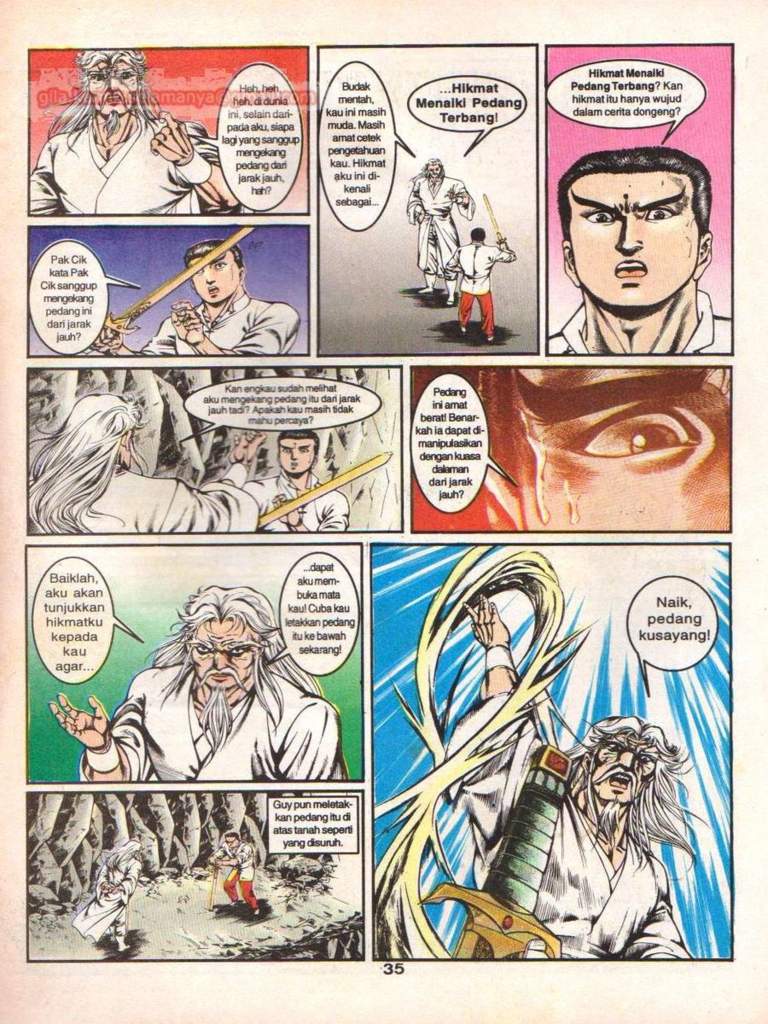 Heh, heh,
heh, di dunia
ini, selain dari-
pada aku, siapa
lagi yang sanggup
mengekang
pedang dari
jarak jauh,
hah?
Budak
mentah,
kau ini masih
muda. Masih
amat cetek
pengetahuan
kau. Hikmat
aku ini di-
kenali
sebagai...
...Hikmat
Menaiki Pedang
Terbang!
Hikmat Menaiki
Pedang Terbang? Kan
hikmat itu hanya wujud
dalam cerita dongeng?
Pak Cik
kata Pak
Cik sanggup
mengekang
pedang ini
dari jarak
jauh?
Kan engkau sudah melihat
aku mengekang pedang itu dari jarak
jauh tadi? Apakah kau masih tidak
mahu percaya?
Pedang
ini amat
berat! Benar-
kah ia dapat di-
manipulasikan
dengan kuasa
dalaman
dari jarak
jauh?
Baiklah,
aku akan
tunjukkan
hikmatku
kepada
kau
agar...
...dapat
aku mem-
buka mata
kau! Cuba kau
letakkan pedang
itu ke bawah
sekarang!
Naik,
pedang
kusayang!
Guy pun meletak-
kan pedang itu di
atas tanah seperti
yang disuruh.
35